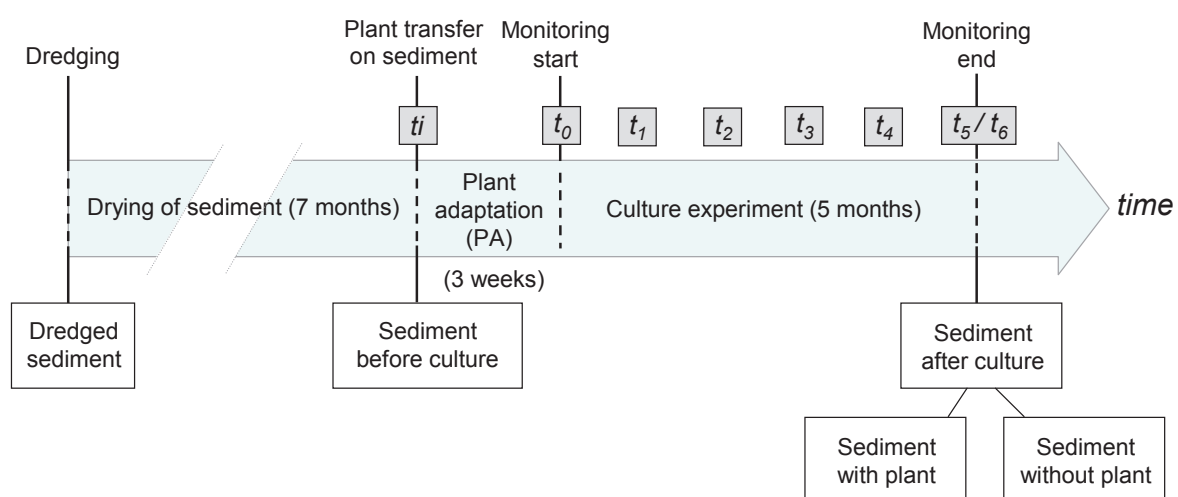 Dredging
Plant transfer
on sediment
Monitoring
start
Monitoring
end
ti
t0
t1
t2
t3
t4
t5 / t6
Drying of sediment (7 months)
Plant
adaptation
(PA)
(3 weeks)
Culture experiment (5 months)
time
Dredged
sediment
Sediment
before culture
Sediment
after culture
Sediment
with plant
Sediment
without plant